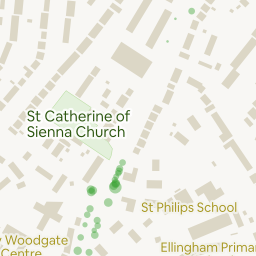 St Catherine of
Sienna Church
St Philips School
y Woodgate
Centre
Ellingham Primar